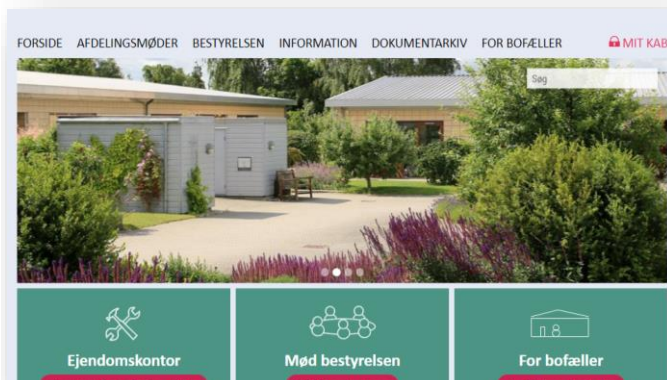 FORSIDE AFDELINGSMØDER BESTYRELSEN INFORMATION DOKUMENTARKIV FOR BOFÆLLER MIT KAB
Søg
Ejendomskontor Mød bestyrelsen For bofæller